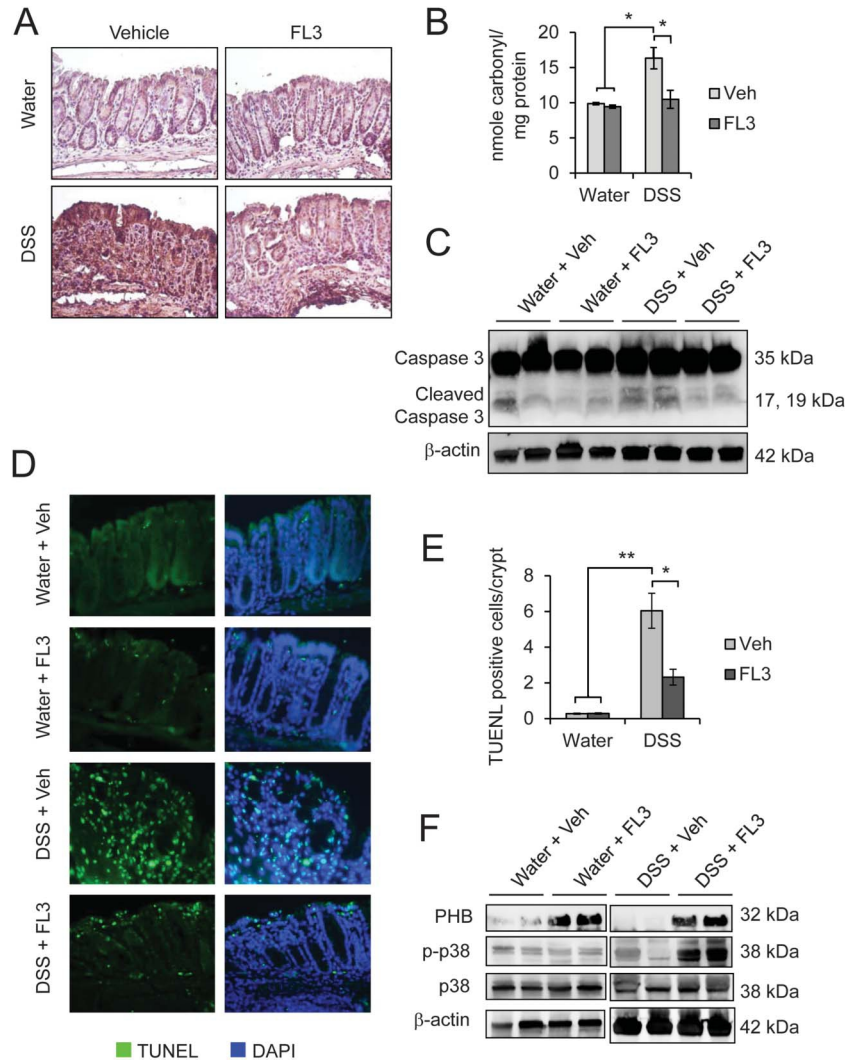 A
Vehicle
FL3
Water
DSS
B
nmole carbonyl/
mg protein
20
15
10
5
0
*
*
Water
DSS
Veh
FL3
C
Water + Veh
Water + FL3
DSS + Veh
DSS + FL3
Caspase 3
35 kDa
Cleaved
Caspase 3
17, 19 kDa
β-actin
42 kDa
D
Water + Veh
Water + FL3
DSS + Veh
DSS + FL3
TUNEL
DAPI
E
TUENL positive cells/crypt
8
6
4
2
0
**
*
Water
DSS
Veh
FL3
F
Water + Veh
Water + FL3
DSS + Veh
DSS + FL3
PHB
32 kDa
p-p38
38 kDa
p38
38 kDa
β-actin
42 kDa